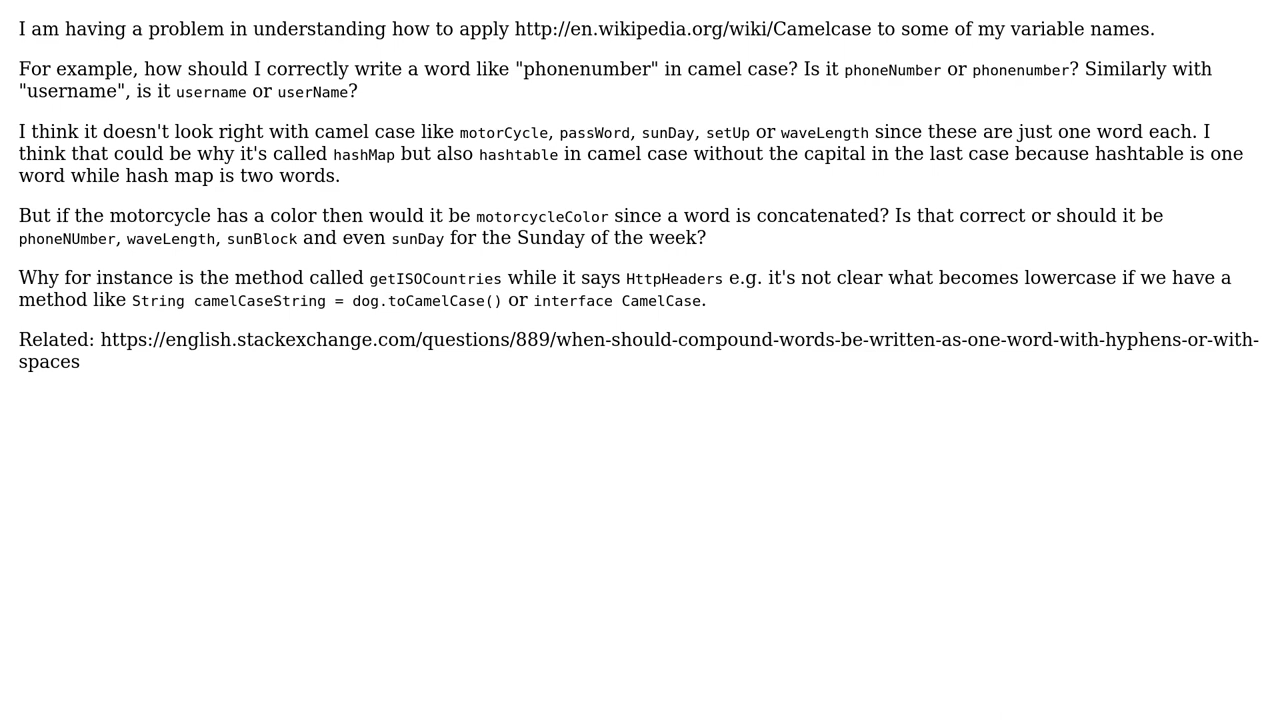 I am having a problem in understanding how to apply http://en.wikipedia.org/wiki/Camelcase to some of my variable names.
For example, how should I correctly write a word like "phonenumber" in camel case? Is it phoneNumber or phonenumber? Similarly with
"username", is it username or userName?
I think it doesn't look right with camel case like motorCycle, passWord, sunDay, setUp or waveLength since these are just one word each. I
think that could be why it's called hashMap but also hashtable in camel case without the capital in the last case because hashtable is one
word while hash map is two words.
But if the motorcycle has a color then would it be motorcycleColor since a word is concatenated? Is that correct or should it be
phoneNUmber, waveLength, sunBlock and even sunDay for the Sunday of the week?
Why for instance is the method called getISOCountries while it says HttpHeaders e.g. it's not clear what becomes lowercase if we have a
method like String camelCaseString = dog.toCamelCase() or interface CamelCase.
Related: https://english.stackexchange.com/questions/889/when-should-compound-words-be-written-as-one-word-with-hyphens-or-with-
spaces